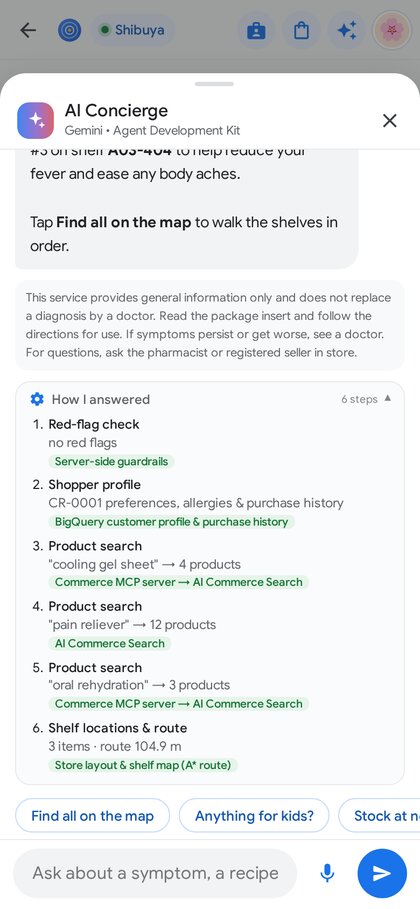 Shibuya
AI Concierge
Gemini • Agent Development Kit
#3 on shelf A03-404 to help reduce your
fever and ease any body aches.
Tap Find all on the map to walk the shelves in
order.
This service provides general information only and does not replace
a diagnosis by a doctor. Read the package insert and follow the
directions for use. If symptoms persist or get worse, see a doctor.
For questions, ask the pharmacist or registered seller in store.
How I answered
6 steps ▲
1. Red-flag check
no red flags
Server-side guardrails
2. Shopper profile
CR-0001 preferences, allergies & purchase history
BigQuery customer profile & purchase history
3. Product search
"cooling gel sheet" → 4 products
Commerce MCP server → AI Commerce Search
4. Product search
"pain reliever" → 12 products
AI Commerce Search
5. Product search
"oral rehydration" → 3 products
Commerce MCP server → AI Commerce Search
6. Shelf locations & route
3 items · route 104.9 m
Store layout & shelf map (A* route)
Find all on the map
Anything for kids?
Stock at
Ask about a symptom, a recipe